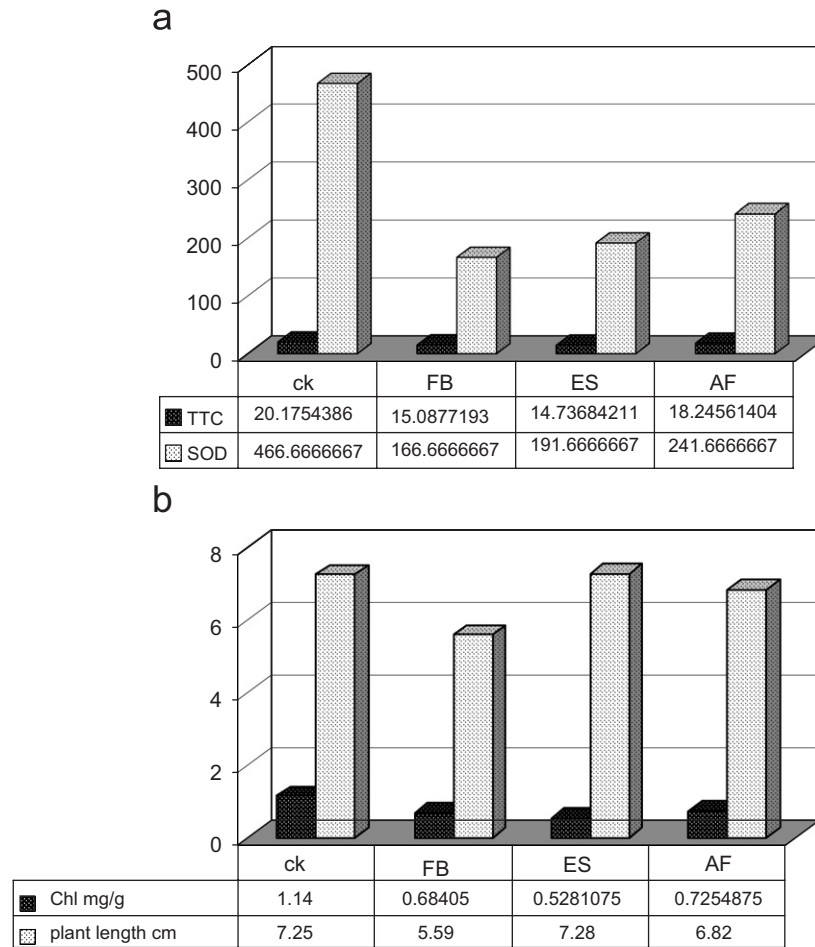 a
500
400
300
200
100
0
ck FB ES AF
TTC 20.1754386 15.0877193 14.73684211 18.24561404
SOD 466.6666667 166.6666667 191.6666667 241.6666667
b
8
6
4
2
0
ck FB ES AF
Chl mg/g 1.14 0.68405 0.5281075 0.7254875
plant length cm 7.25 5.59 7.28 6.82